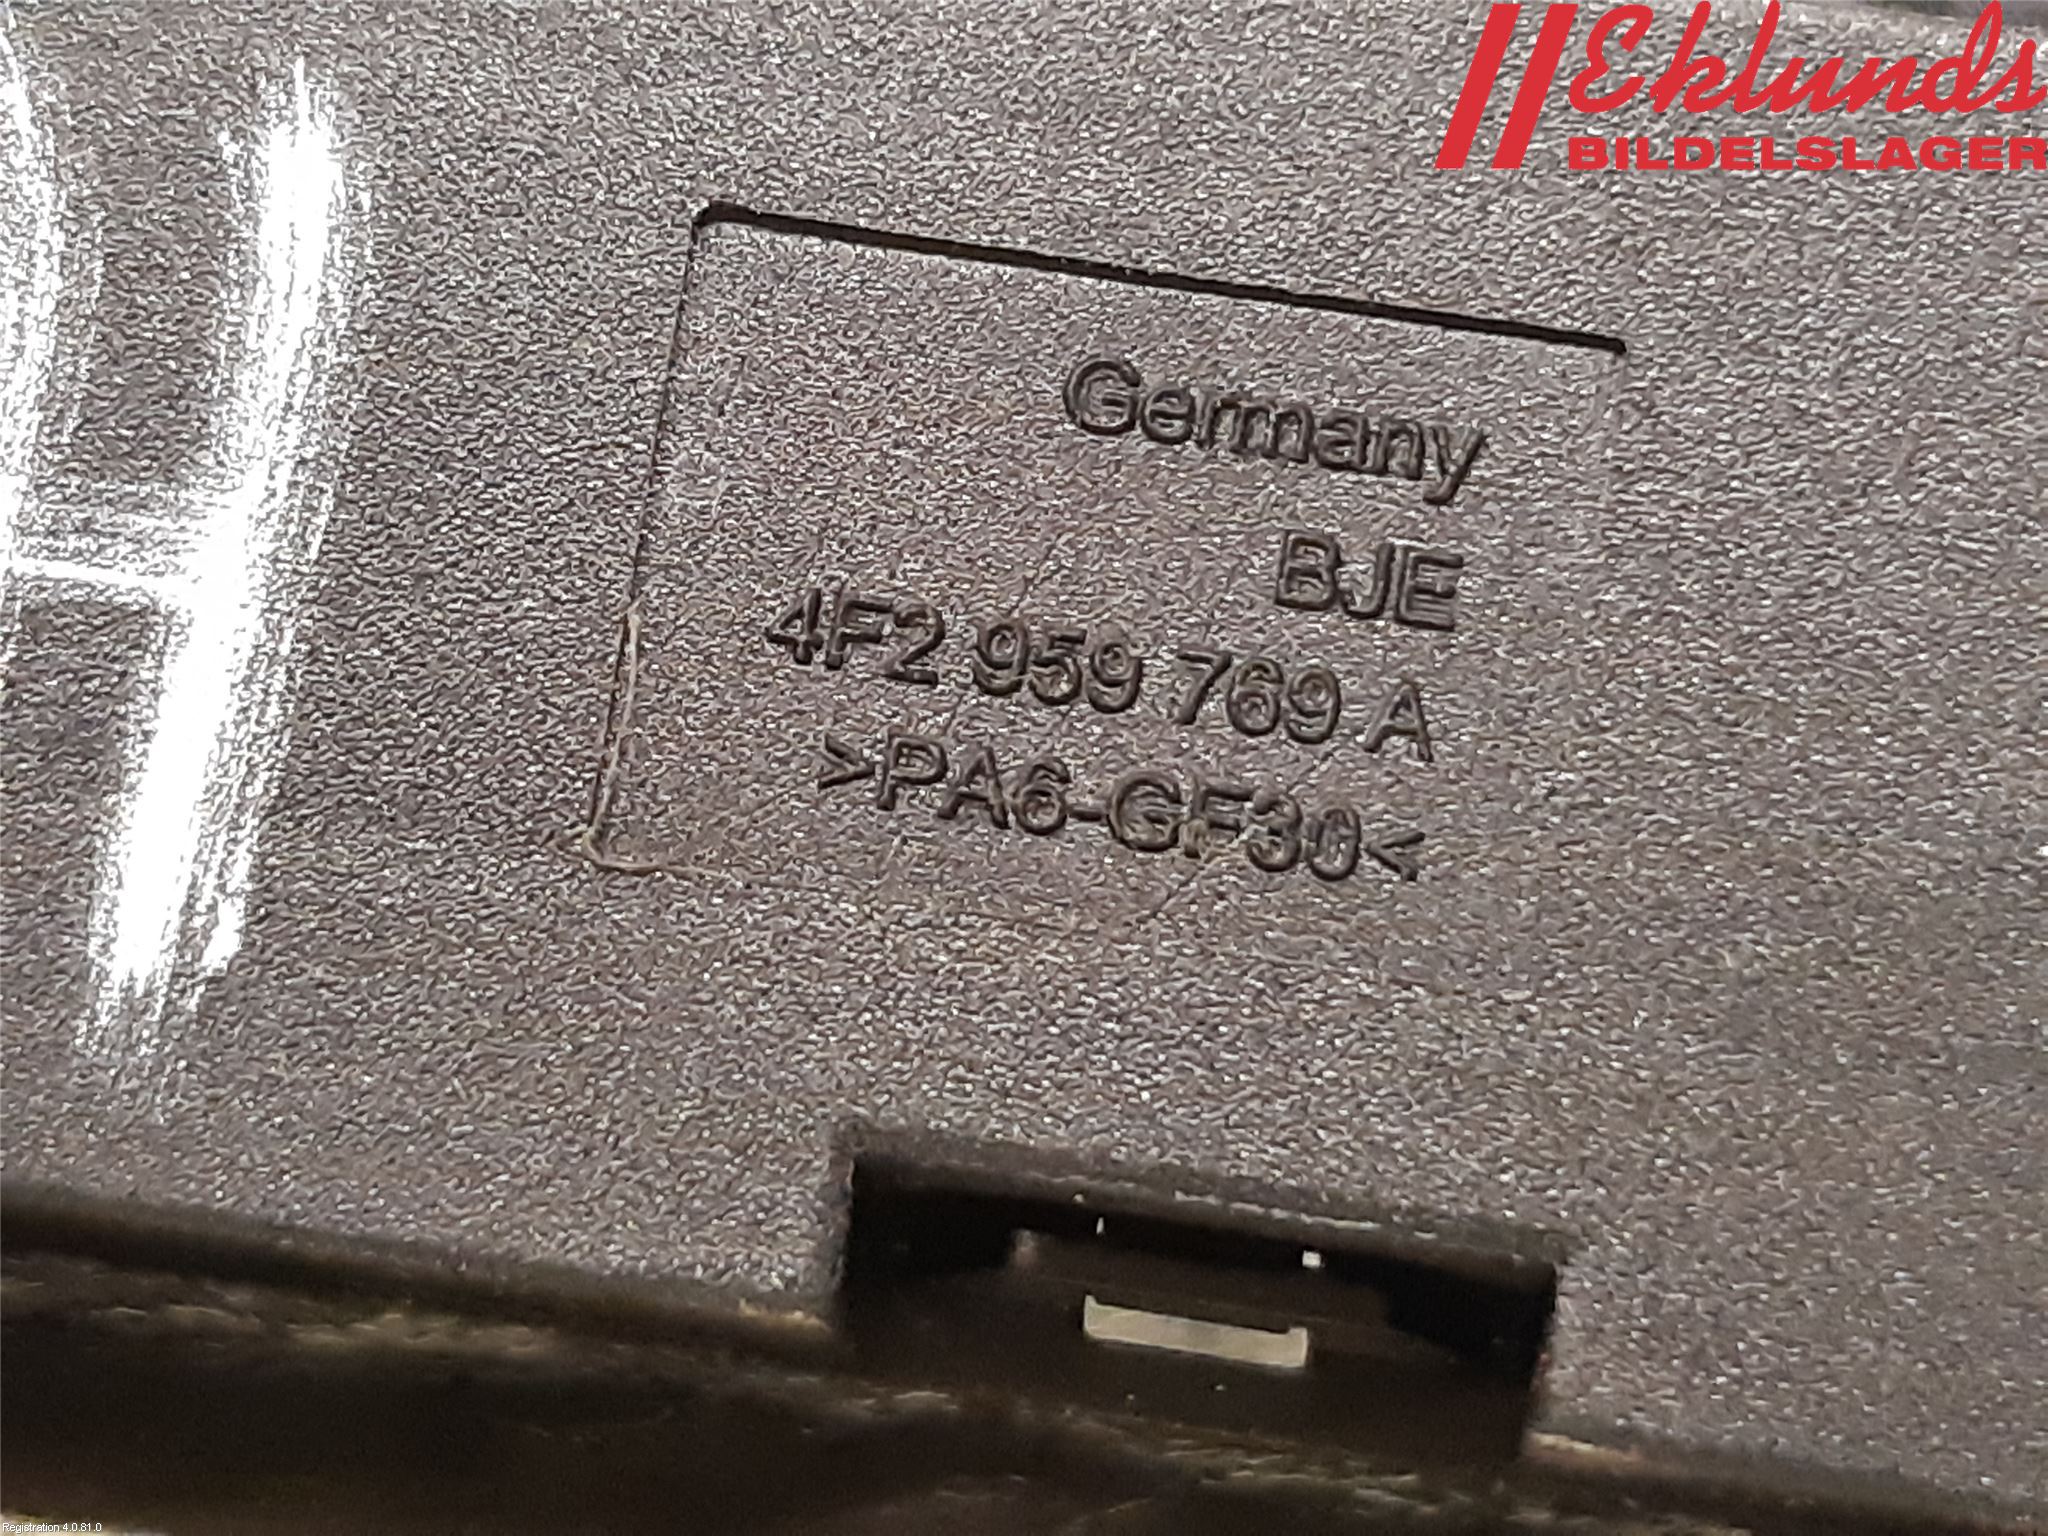 Eklunds
BILDELSLAGER
Germany
BJE
4F2 959 769 A
>PA6-GF30<
Registration 4.0.81.0